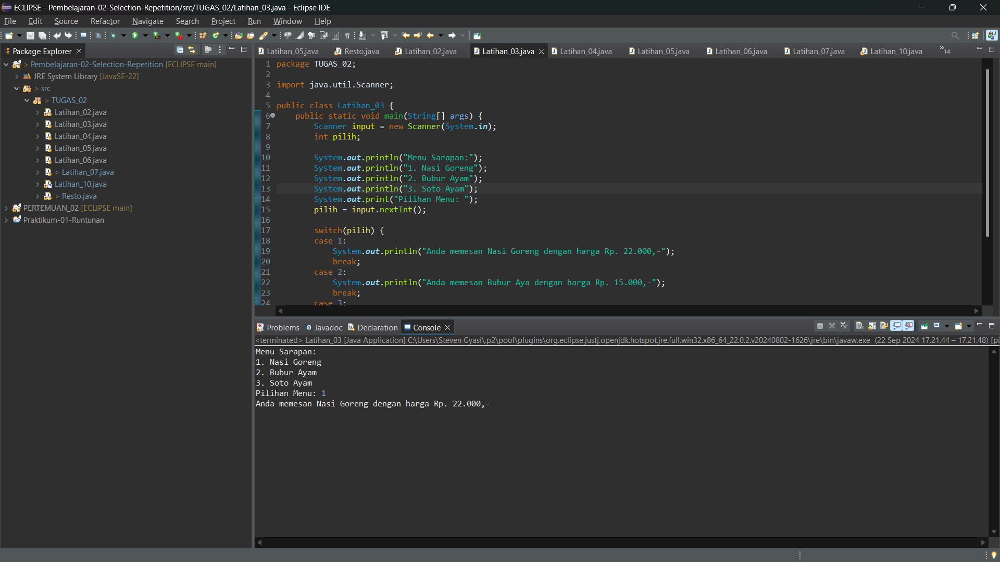 ECLIPSE - Pembelajaran-02-Selection-Repetition/src/TUGAS_02/Latihan_03.java - Eclipse IDE
File Edit Source Refactor Navigate Search Project Run Window Help
Package Explorer
> Pembelajaran-02-Selection-Repetition [ECLIPSE main]
JRE System Library [JavaSE-22]
> src
> TUGAS_02
Latihan_02.java
Latihan_03.java
Latihan_04.java
Latihan_05.java
Latihan_06.java
> Latihan_07.java
Latihan_10.java
> Resto.java
PERTEMUAN_02 [ECLIPSE main]
Praktikum-01-Runtunan
Latihan_05.java Resto.java Latihan_02.java Latihan_03.java Latihan_04.java Latihan_05.java Latihan_06.java Latihan_07.java Latihan_10.java »14
1 package TUGAS_02;
2
3 import java.util.Scanner;
4
5 public class Latihan_03 {
6 public static void main(String[] args) {
7 Scanner input = new Scanner(System.in);
8 int pilih;
9
10 System.out.println("Menu Sarapan:");
11 System.out.println("1. Nasi Goreng");
12 System.out.println("2. Bubur Ayam");
13 System.out.println("3. Soto Ayam");
14 System.out.print("Pilihan Menu: ");
15 pilih = input.nextInt();
16
17 switch(pilih) {
18 case 1:
19 System.out.println("Anda memesan Nasi Goreng dengan harga Rp. 22.000,-");
20 break;
21 case 2:
22 System.out.println("Anda memesan Bubur Aya dengan harga Rp. 15.000,-");
23 break;
24 case 3:
Problems Javadoc Declaration Console
<terminated> Latihan_03 [Java Application] C:\Users\Steven Gyasi\.p2\pool\plugins\org.eclipse.justj.openjdk.hotspot.jre.full.win32.x86_64_22.0.2.v20240802-1626\jre\bin\javaw.exe (22 Sep 2024 17.21.44 – 17.21.48) [pi
Menu Sarapan:
1. Nasi Goreng
2. Bubur Ayam
3. Soto Ayam
Pilihan Menu: 1
Anda memesan Nasi Goreng dengan harga Rp. 22.000,-